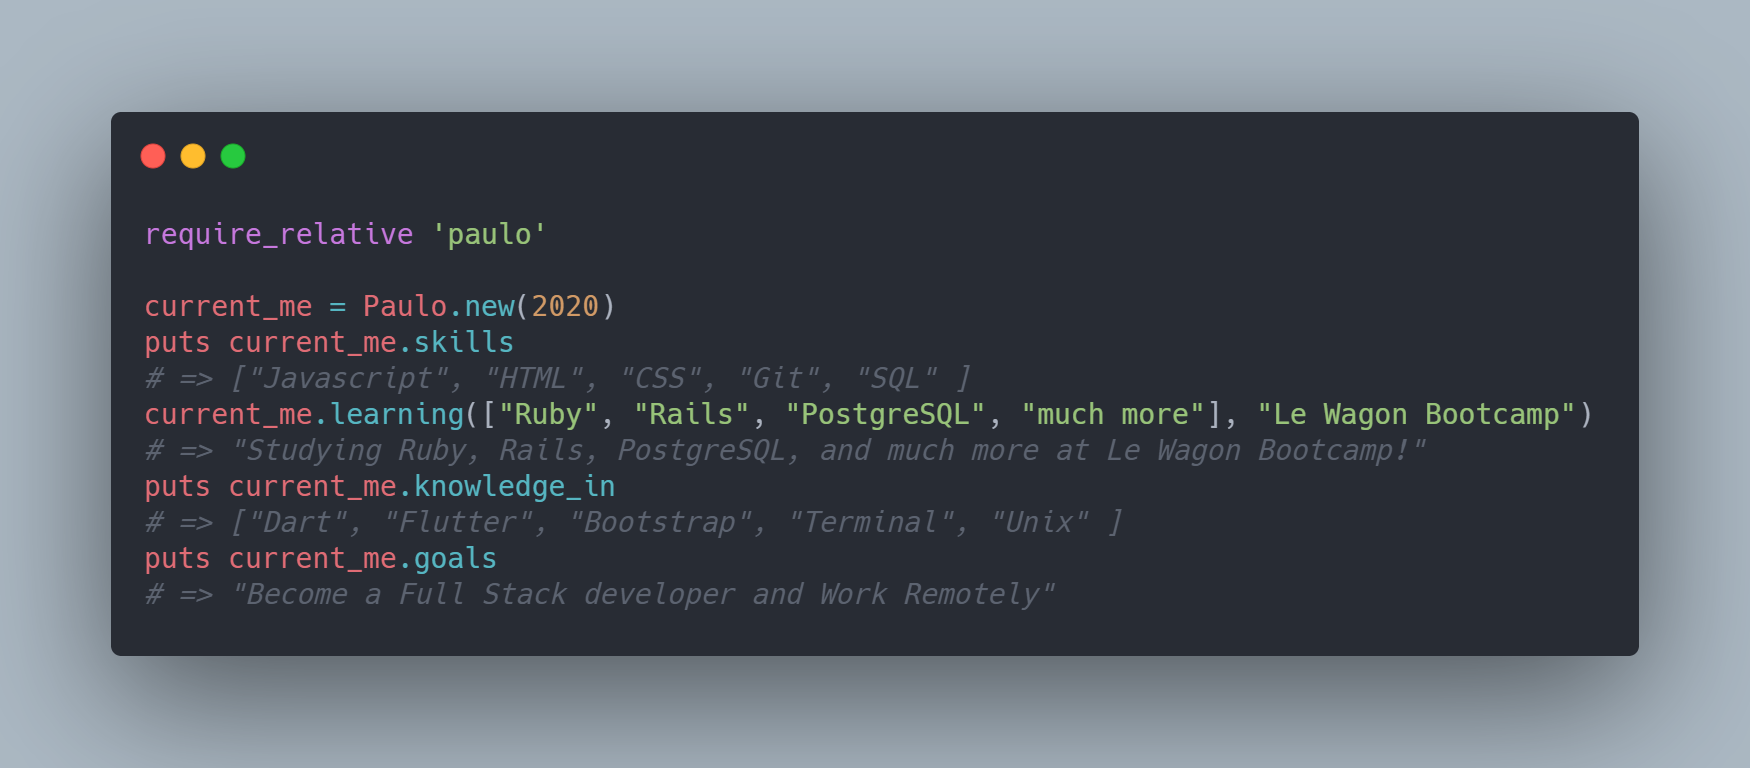 require_relative 'paulo'
current_me = Paulo.new(2020)
puts current_me.skills
# => ["Javascript", "HTML", "CSS", "Git", "SQL" ]
current_me.learning(["Ruby", "Rails", "PostgreSQL", "much more"], "Le Wagon Bootcamp")
# => "Studying Ruby, Rails, PostgreSQL, and much more at Le Wagon Bootcamp!"
puts current_me.knowledge_in
# => ["Dart", "Flutter", "Bootstrap", "Terminal", "Unix" ]
puts current_me.goals
# => "Become a Full Stack developer and Work Remotely"